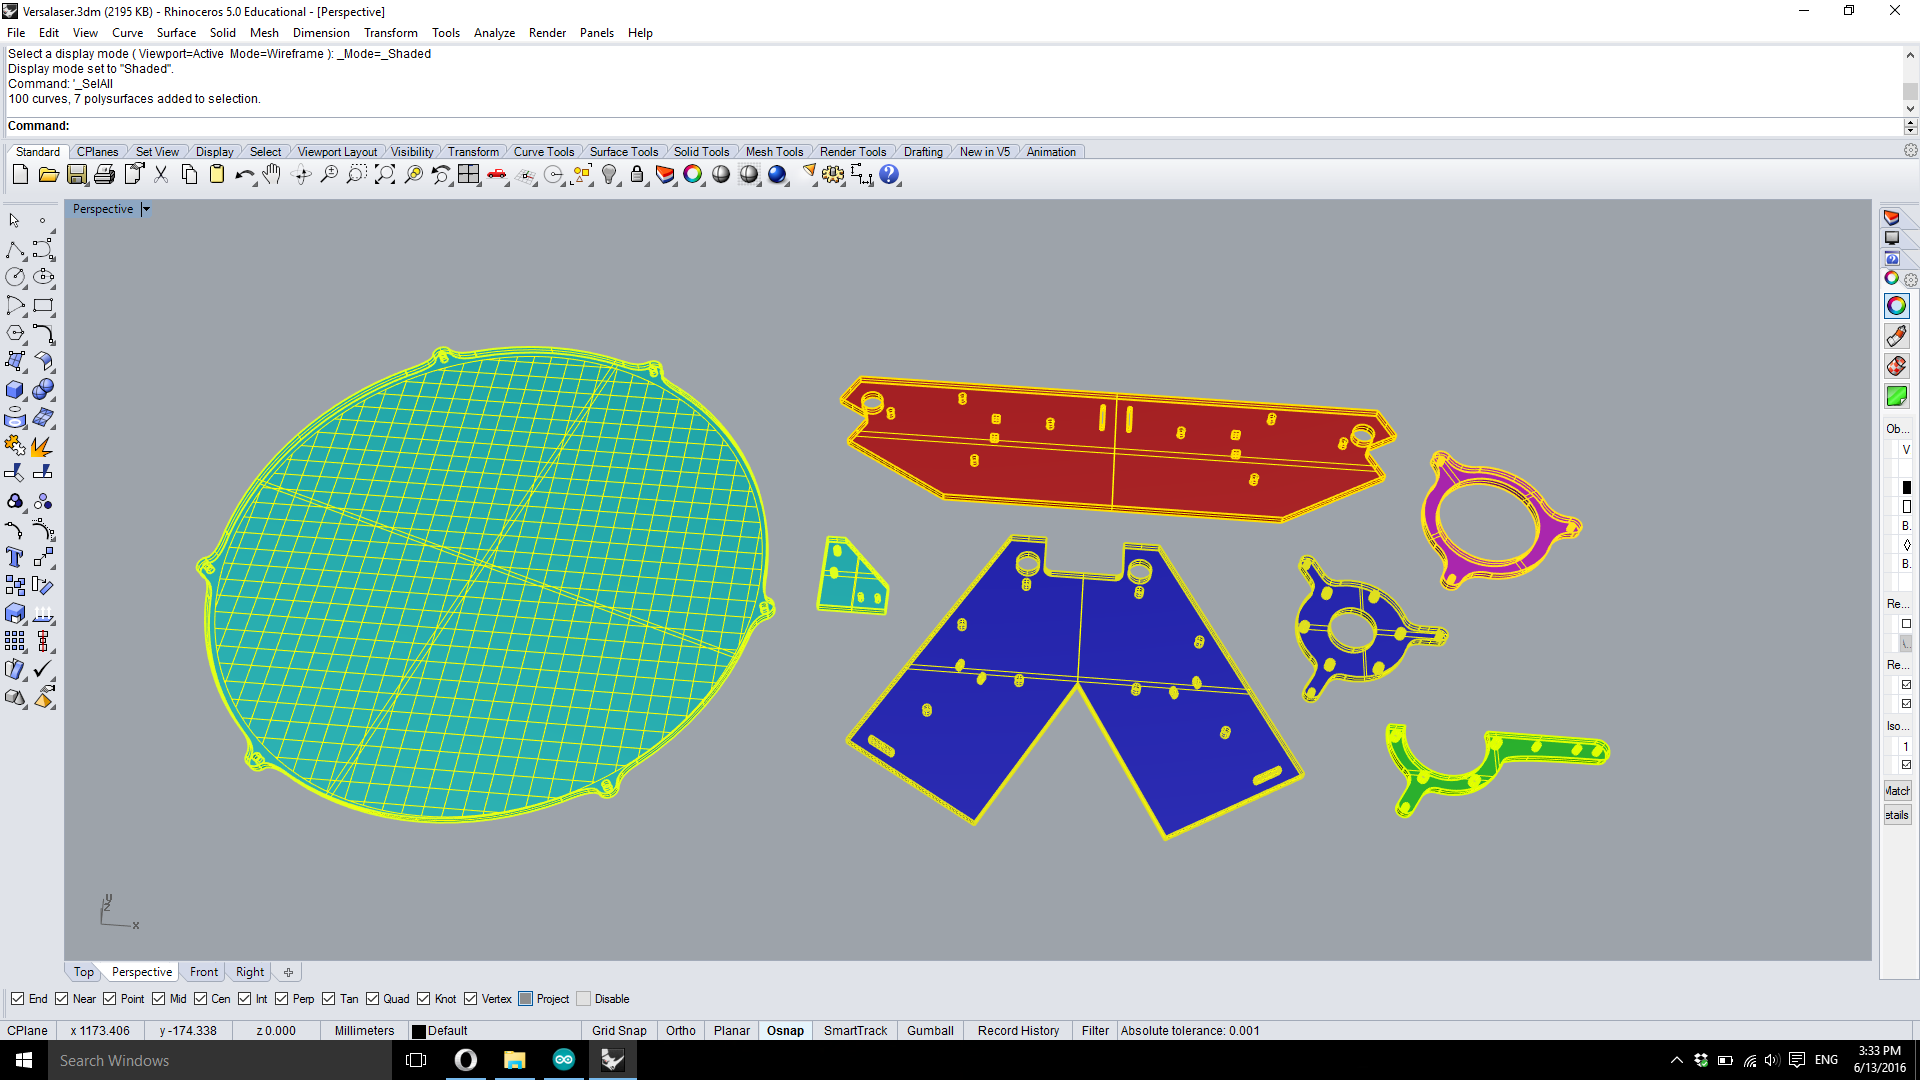 Versalaser.3dm (2195 KB) - Rhinoceros 5.0 Educational - [Perspective]
File Edit View Curve Surface Solid Mesh Dimension Transform Tools Analyze Render Panels Help
Select a display mode ( Viewport=Active Mode=Wireframe ): _Mode=_Shaded
Display mode set to "Shaded".
Command: '_SelAll
100 curves, 7 polysurfaces added to selection.
Command:
Standard CPlanes Set View Display Select Viewport Layout Visibility Transform Curve Tools Surface Tools Solid Tools Mesh Tools Render Tools Drafting New in V5 Animation
Perspective
Ob...
V
B.
B.
Re...
Re...
Iso...
1
Match
etails
y
z
x
Top Perspective Front Right
End Near Point Mid Cen Int Perp Tan Quad Knot Vertex Project Disable
CPlane x 1173.406 y -174.338 z 0.000 Millimeters Default Grid Snap Ortho Planar Osnap SmartTrack Gumball Record History Filter Absolute tolerance: 0.001
Search Windows
ENG
3:33 PM
6/13/2016